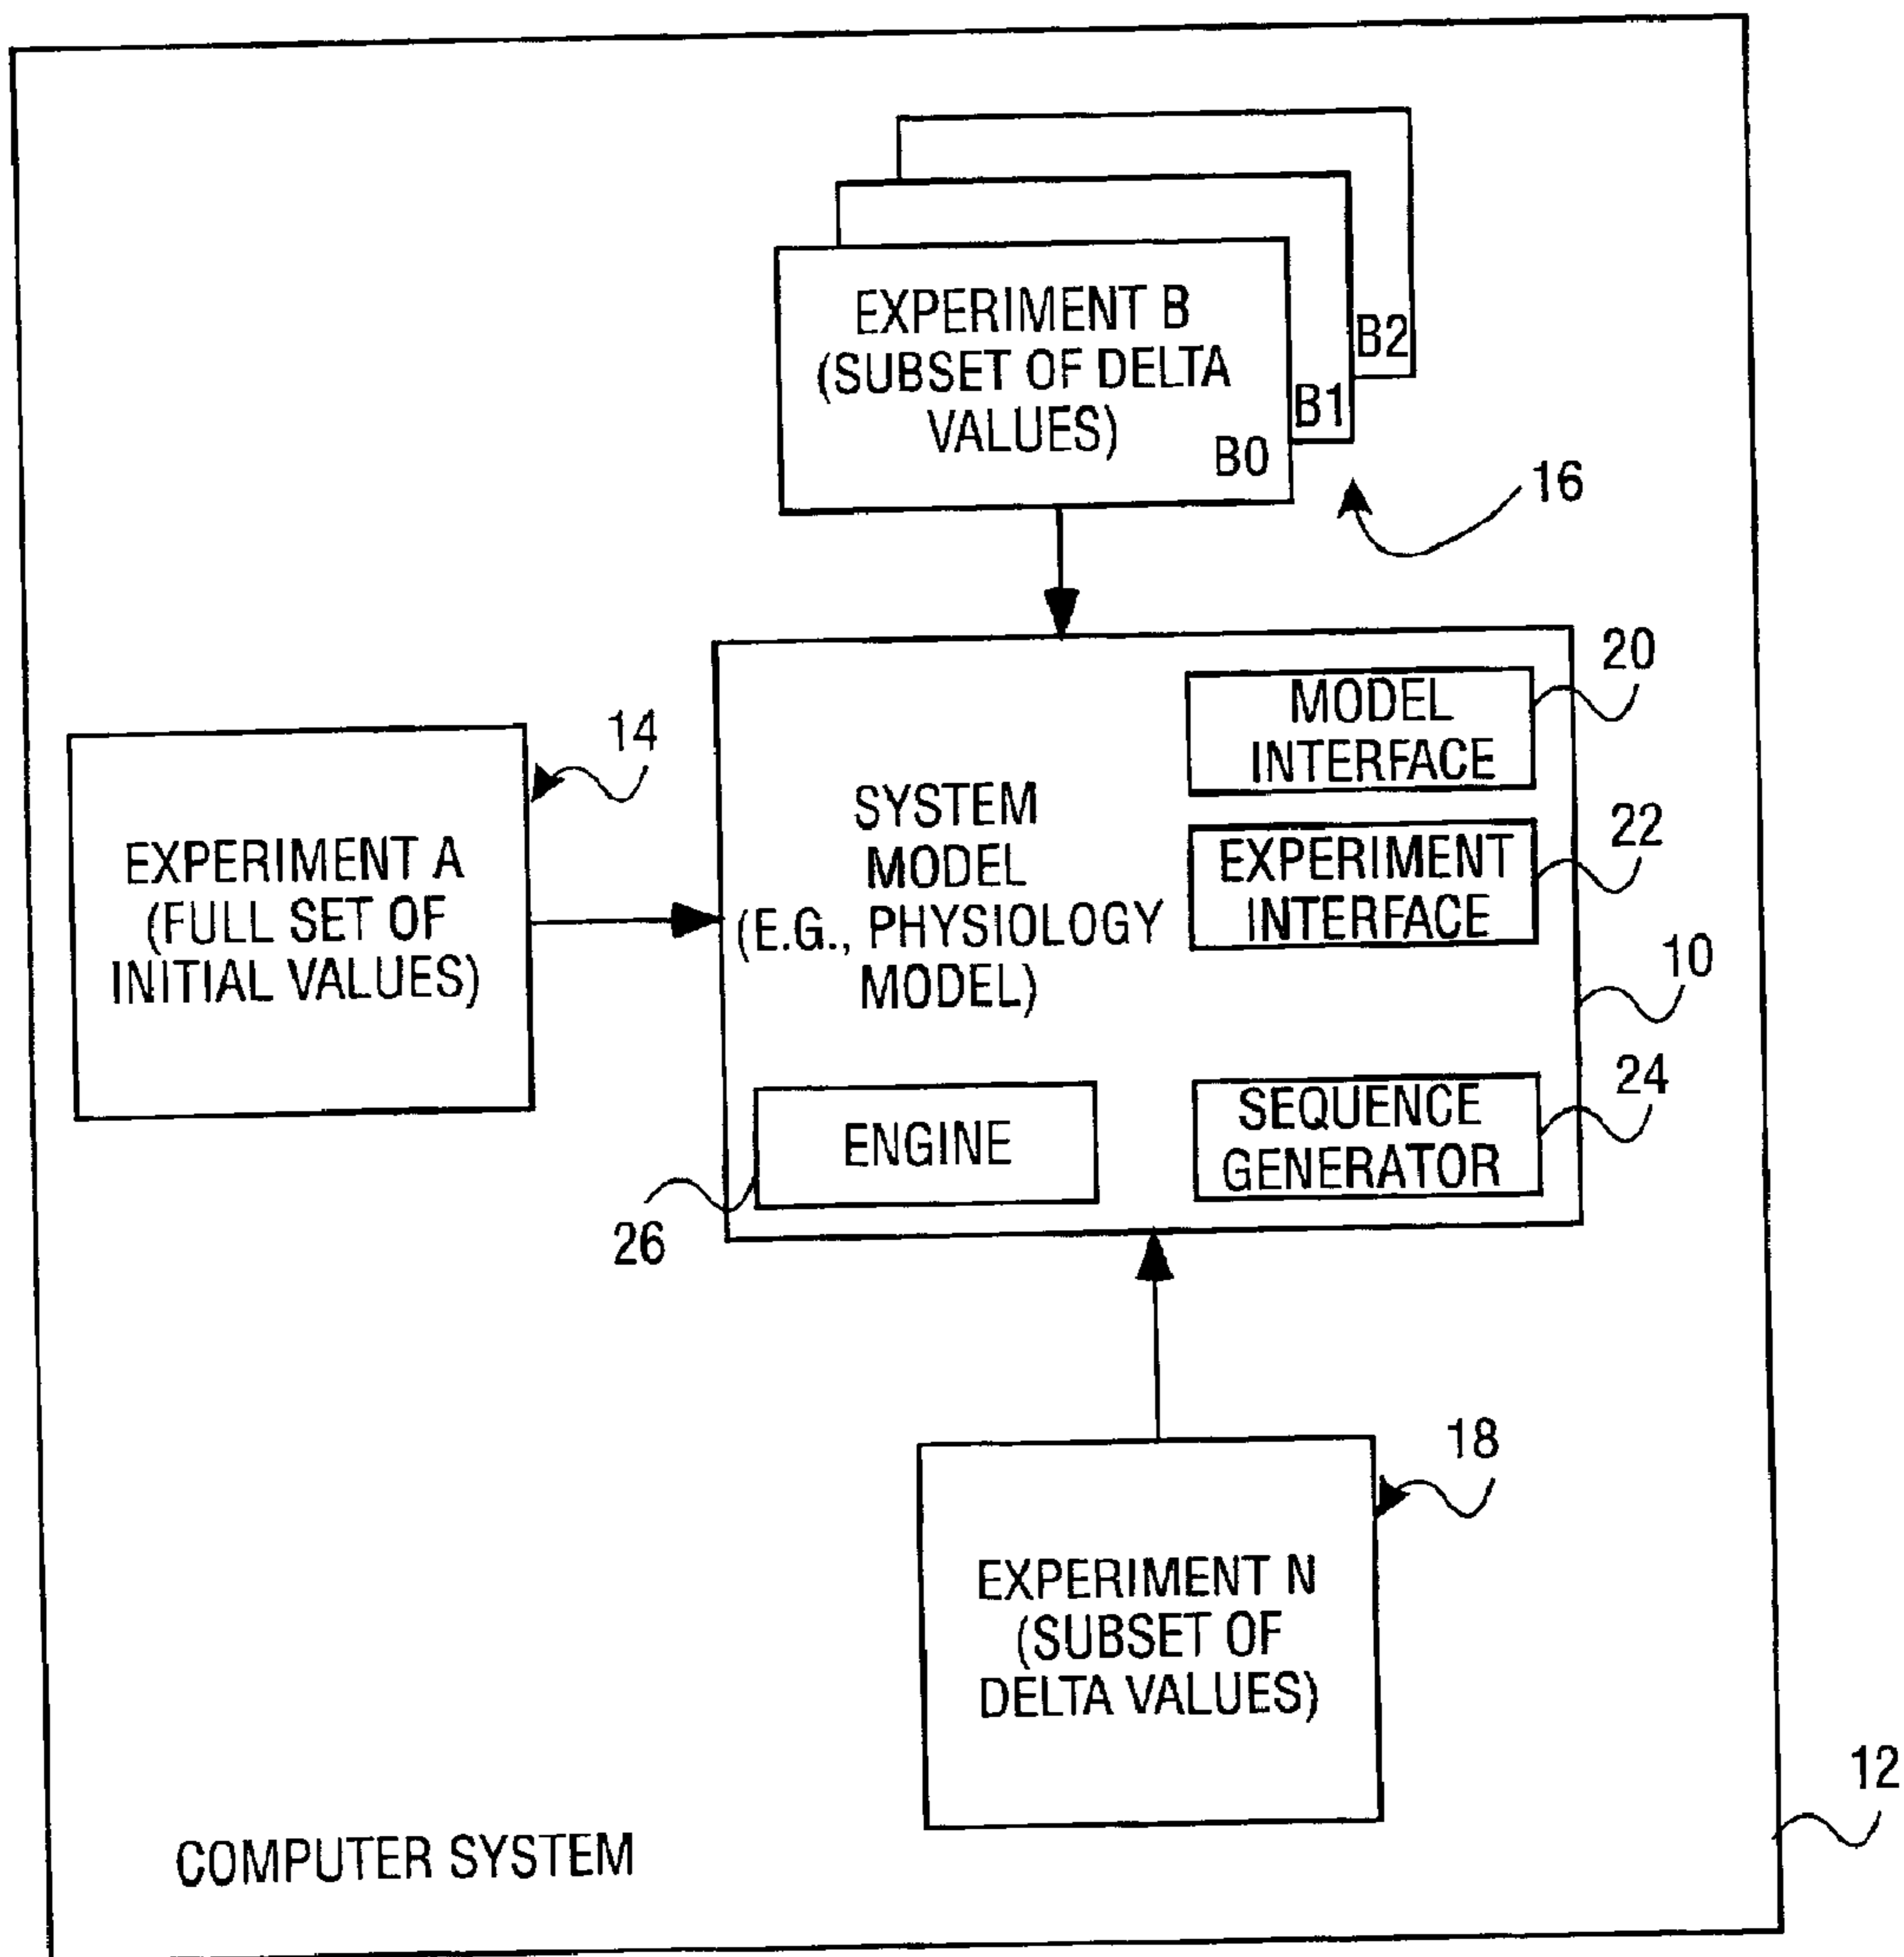 EXPERIMENT B
(SUBSET OF DELTA
VALUES)
B0
B1
B2
16
EXPERIMENT A
(FULL SET OF
INITIAL VALUES)
14
SYSTEM
MODEL
(E.G., PHYSIOLOGY
MODEL)
MODEL
INTERFACE
20
EXPERIMENT
INTERFACE
22
10
ENGINE
26
SEQUENCE
GENERATOR
24
EXPERIMENT N
(SUBSET OF
DELTA VALUES)
18
COMPUTER SYSTEM
12